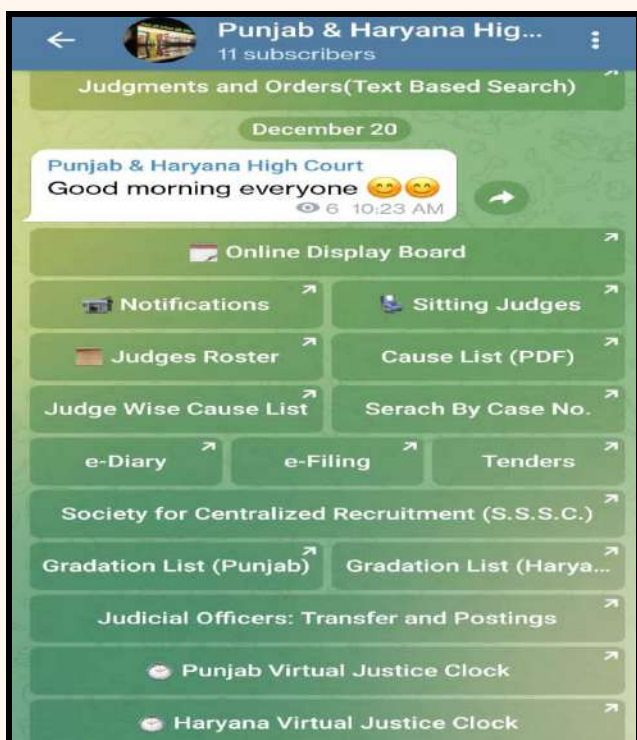 Punjab & Haryana Hig...
11 subscribers
Judgments and Orders(Text Based Search)
December 20
Punjab & Haryana High Court
Good morning everyone 😊😊
6 10:23 AM
Online Display Board
Notifications
Sitting Judges
Judges Roster
Cause List (PDF)
Judge Wise Cause List
Serach By Case No.
e-Diary
e-Filing
Tenders
Society for Centralized Recruitment (S.S.S.C.)
Gradation List (Punjab)
Gradation List (Harya...
Judicial Officers: Transfer and Postings
Punjab Virtual Justice Clock
Haryana Virtual Justice Clock